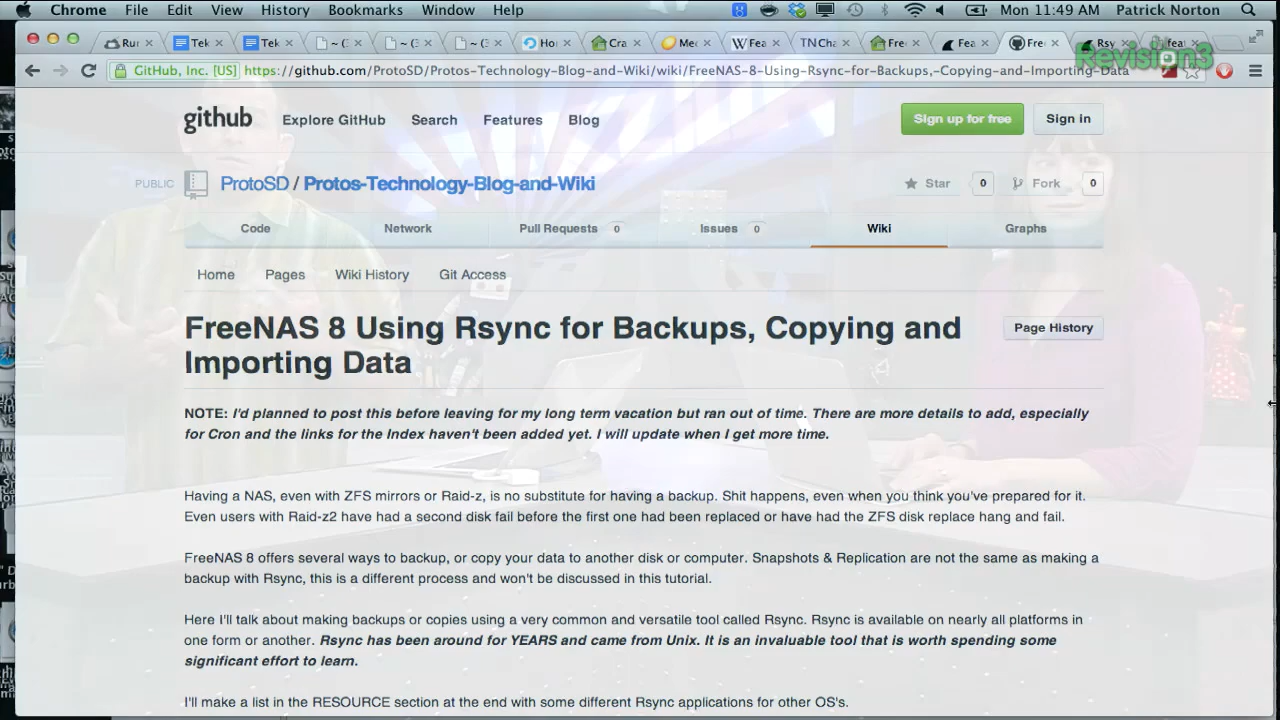 Chrome File Edit View History Bookmarks Window Help Mon 11:49 AM Patrick Norton
Rur Tek Tek ~ (: ~ (: ~ (: Ho Cra Me Fea TN Cha Fre Fea Fre Rsy fea
Revision3
GitHub, Inc. [US] https://github.com/ProtoSD/Protos-Technology-Blog-and-Wiki/wiki/FreeNAS-8-Using-Rsync-for-Backups,-Copying-and-Importing-Data
github Explore GitHub Search Features Blog Sign up for free Sign in
PUBLIC ProtoSD / Protos-Technology-Blog-and-Wiki Star 0 Fork 0
Code Network Pull Requests 0 Issues 0 Wiki Graphs
Home Pages Wiki History Git Access
FreeNAS 8 Using Rsync for Backups, Copying and
Importing Data
Page History
NOTE: I'd planned to post this before leaving for my long term vacation but ran out of time. There are more details to add, especially
for Cron and the links for the Index haven't been added yet. I will update when I get more time.
Having a NAS, even with ZFS mirrors or Raid-z, is no substitute for having a backup. Shit happens, even when you think you've prepared for it.
Even users with Raid-z2 have had a second disk fail before the first one had been replaced or have had the ZFS disk replace hang and fail.
FreeNAS 8 offers several ways to backup, or copy your data to another disk or computer. Snapshots & Replication are not the same as making a
backup with Rsync, this is a different process and won't be discussed in this tutorial.
Here I'll talk about making backups or copies using a very common and versatile tool called Rsync. Rsync is available on nearly all platforms in
one form or another. Rsync has been around for YEARS and came from Unix. It is an invaluable tool that is worth spending some
significant effort to learn.
I'll make a list in the RESOURCE section at the end with some different Rsync applications for other OS's.